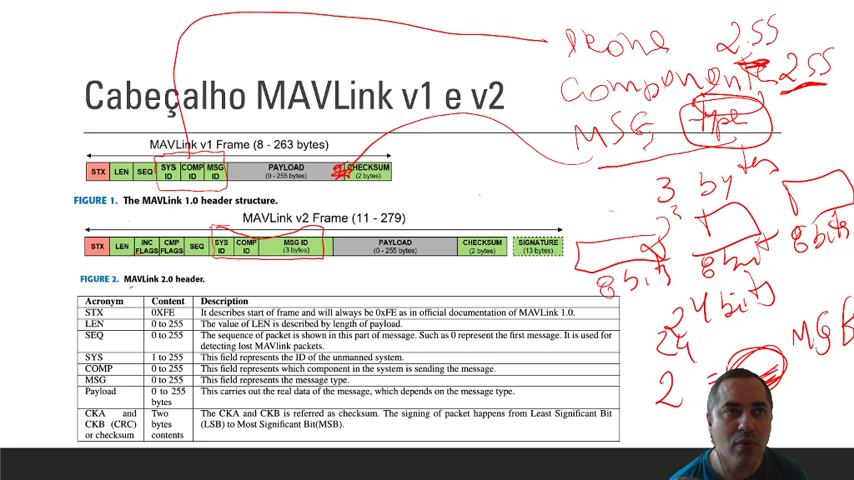 Cabeçalho MAVLink v1 e v2
MAVLink v1 Frame (8 - 263 bytes)
STX LEN SEQ SYS ID COMP ID MSG ID PAYLOAD (0 - 255 bytes) CHECKSUM (2 bytes)
FIGURE 1. The MAVLink 1.0 header structure.
MAVLink v2 Frame (11 - 279)
STX LEN INC FLAGS CMP FLAGS SEQ SYS ID COMP ID MSG ID (3 bytes) PAYLOAD (0 - 255 bytes) CHECKSUM (2 bytes) SIGNATURE (13 bytes)
FIGURE 2. MAVLink 2.0 header.
Acronym Content Description
STX 0XFE It describes start of frame and will always be 0xFE as in official documentation of MAVLink 1.0.
LEN 0 to 255 The value of LEN is described by length of payload.
SEQ 0 to 255 The sequence of packet is shown in this part of message. Such as 0 represent the first message. It is used for
detecting lost MAVlink packets.
SYS 1 to 255 This field represents the ID of the unmanned system.
COMP 0 to 255 This field represents which component in the system is sending the message.
MSG 0 to 255 This field represents the message type.
Payload 0 to 255 bytes This carries out the real data of the message, which depends on the message type.
CKA and CKB (CRC) or checksum Two bytes contents The CKA and CKB is referred as checksum. The signing of packet happens from Least Significant Bit
(LSB) to Most Significant Bit(MSB).
Drone 255
Componente 255
MSG type
3 bytes
8 bits 8 bits 8 bits
24 bits
24
2 =
MSG